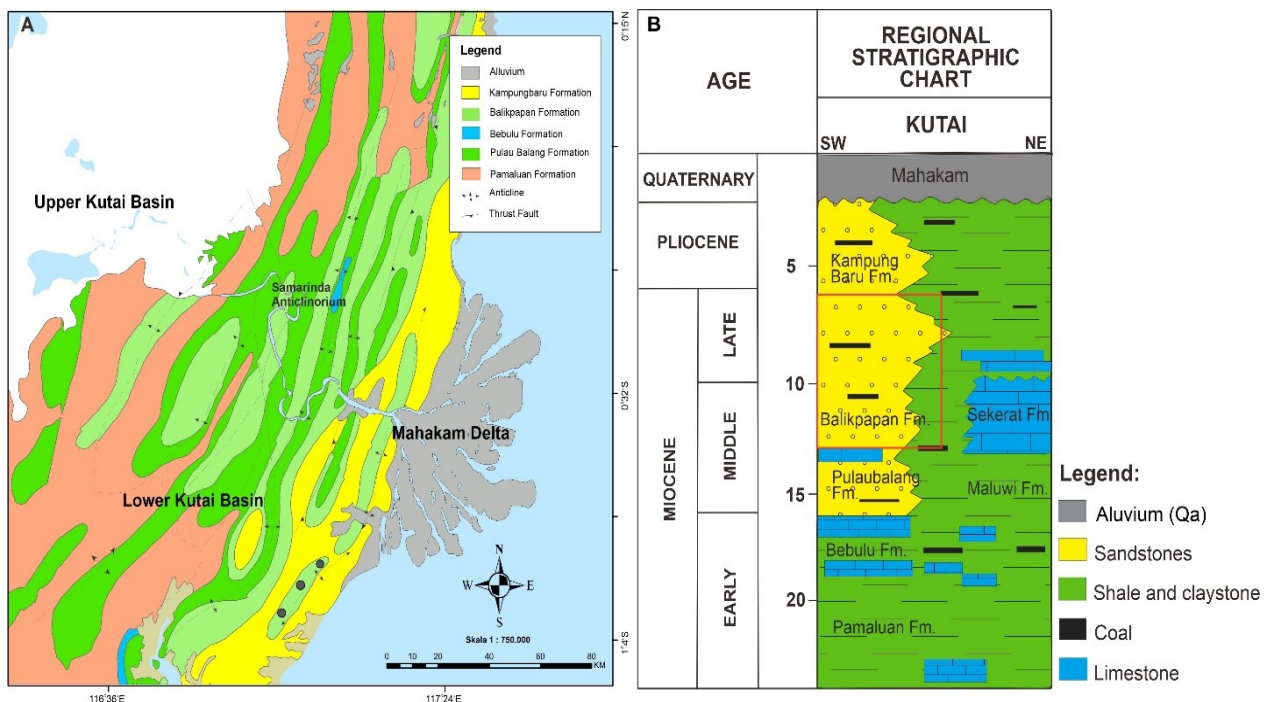 A
Legend
Alluvium
Kampungbaru Formation
Balikpapan Formation
Bebulu Formation
Pulau Balang Formation
Pamaluan Formation
Anticline
Thrust Fault
Upper Kutai Basin
Samarinda
Anticlinorium
Mahakam Delta
Lower Kutai Basin
N
W
E
S
Skala 1 : 750.000
0
10
20
40
60
80
KM
0°15'N
0°32'S
1°4'S
116°36'E
117°24'E
B
AGE
REGIONAL
STRATIGRAPHIC
CHART
KUTAI
SW
NE
QUATERNARY
Mahakam
PLIOCENE
5
Kampung
Baru Fm.
MIOCENE
LATE
10
MIDDLE
Balikpapan Fm.
Sekerat Fm.
15
Pulaubalang
Fm.
Maluwi Fm.
EARLY
Bebulu Fm.
20
Pamaluan Fm.
Legend:
Aluvium (Qa)
Sandstones
Shale and claystone
Coal
Limestone